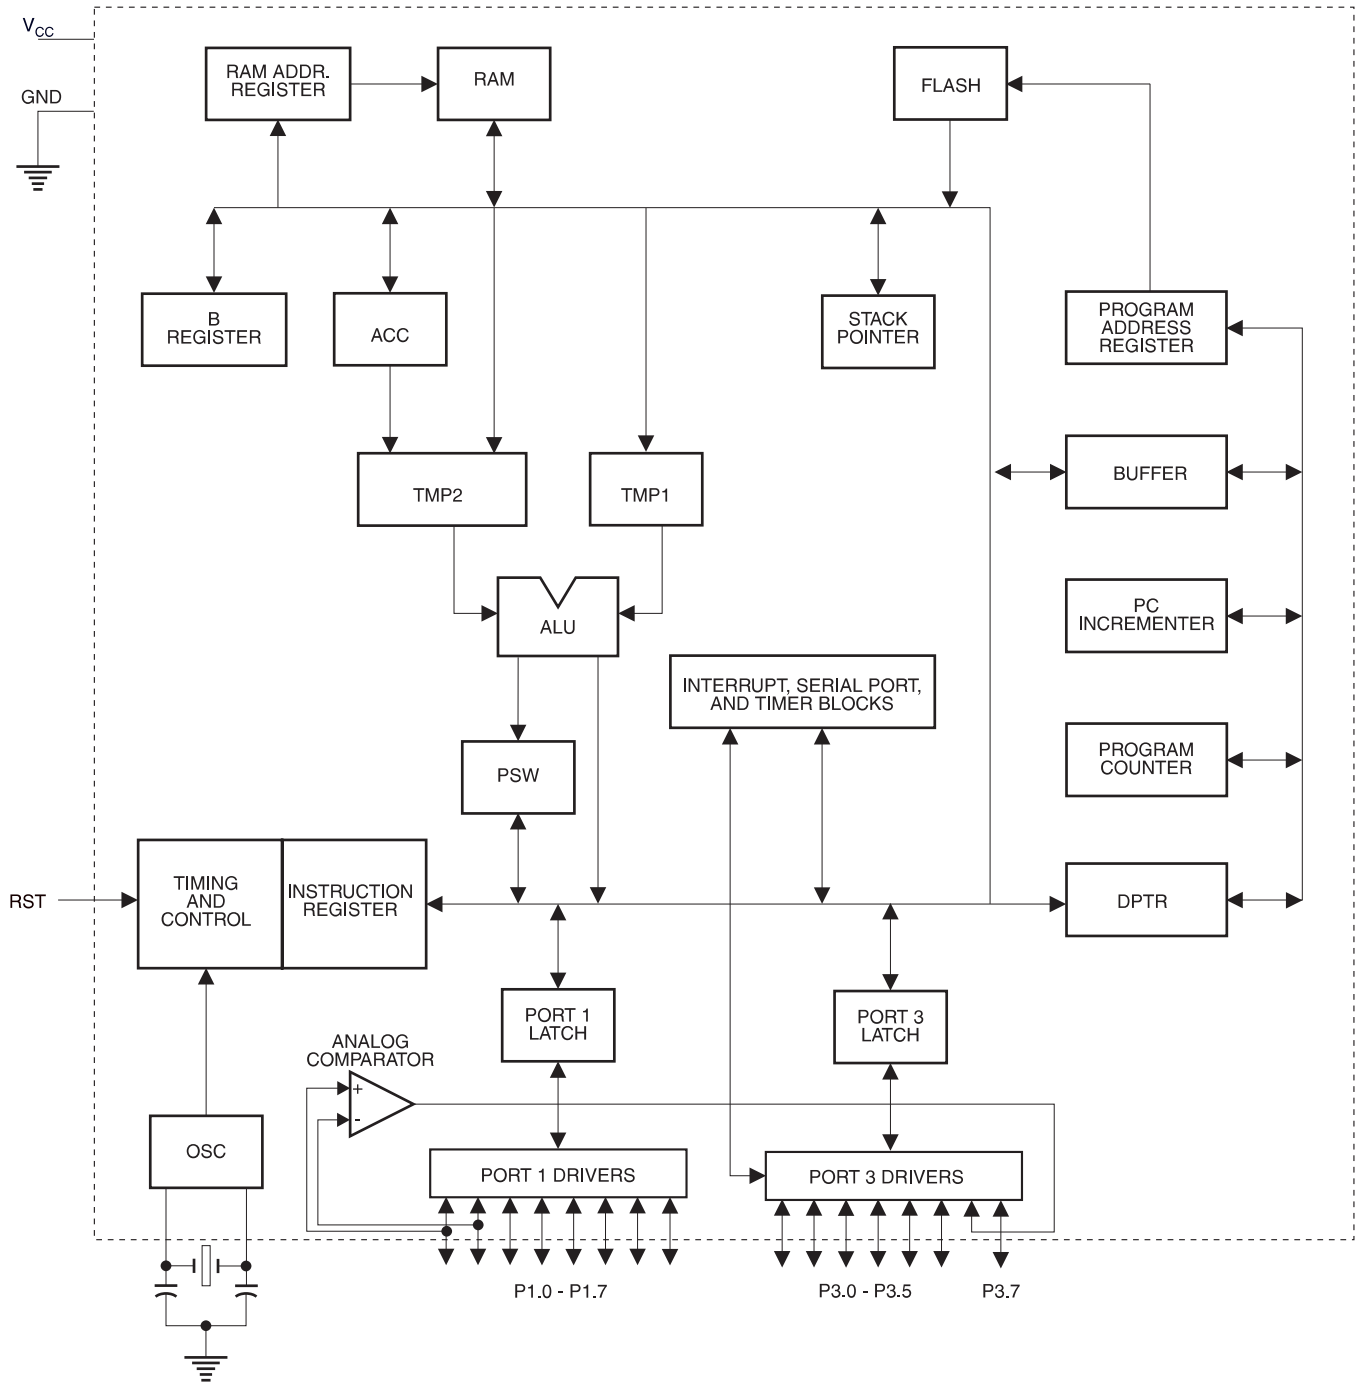 VCC
GND
RAM ADDR.
REGISTER
RAM
FLASH
B
REGISTER
ACC
STACK
POINTER
PROGRAM
ADDRESS
REGISTER
TMP2
TMP1
BUFFER
ALU
PC
INCREMENTER
INTERRUPT, SERIAL PORT,
AND TIMER BLOCKS
PSW
PROGRAM
COUNTER
RST
TIMING
AND
CONTROL
INSTRUCTION
REGISTER
DPTR
PORT 1
LATCH
PORT 3
LATCH
ANALOG
COMPARATOR
+
-
OSC
PORT 1 DRIVERS
PORT 3 DRIVERS
P1.0 - P1.7
P3.0 - P3.5
P3.7